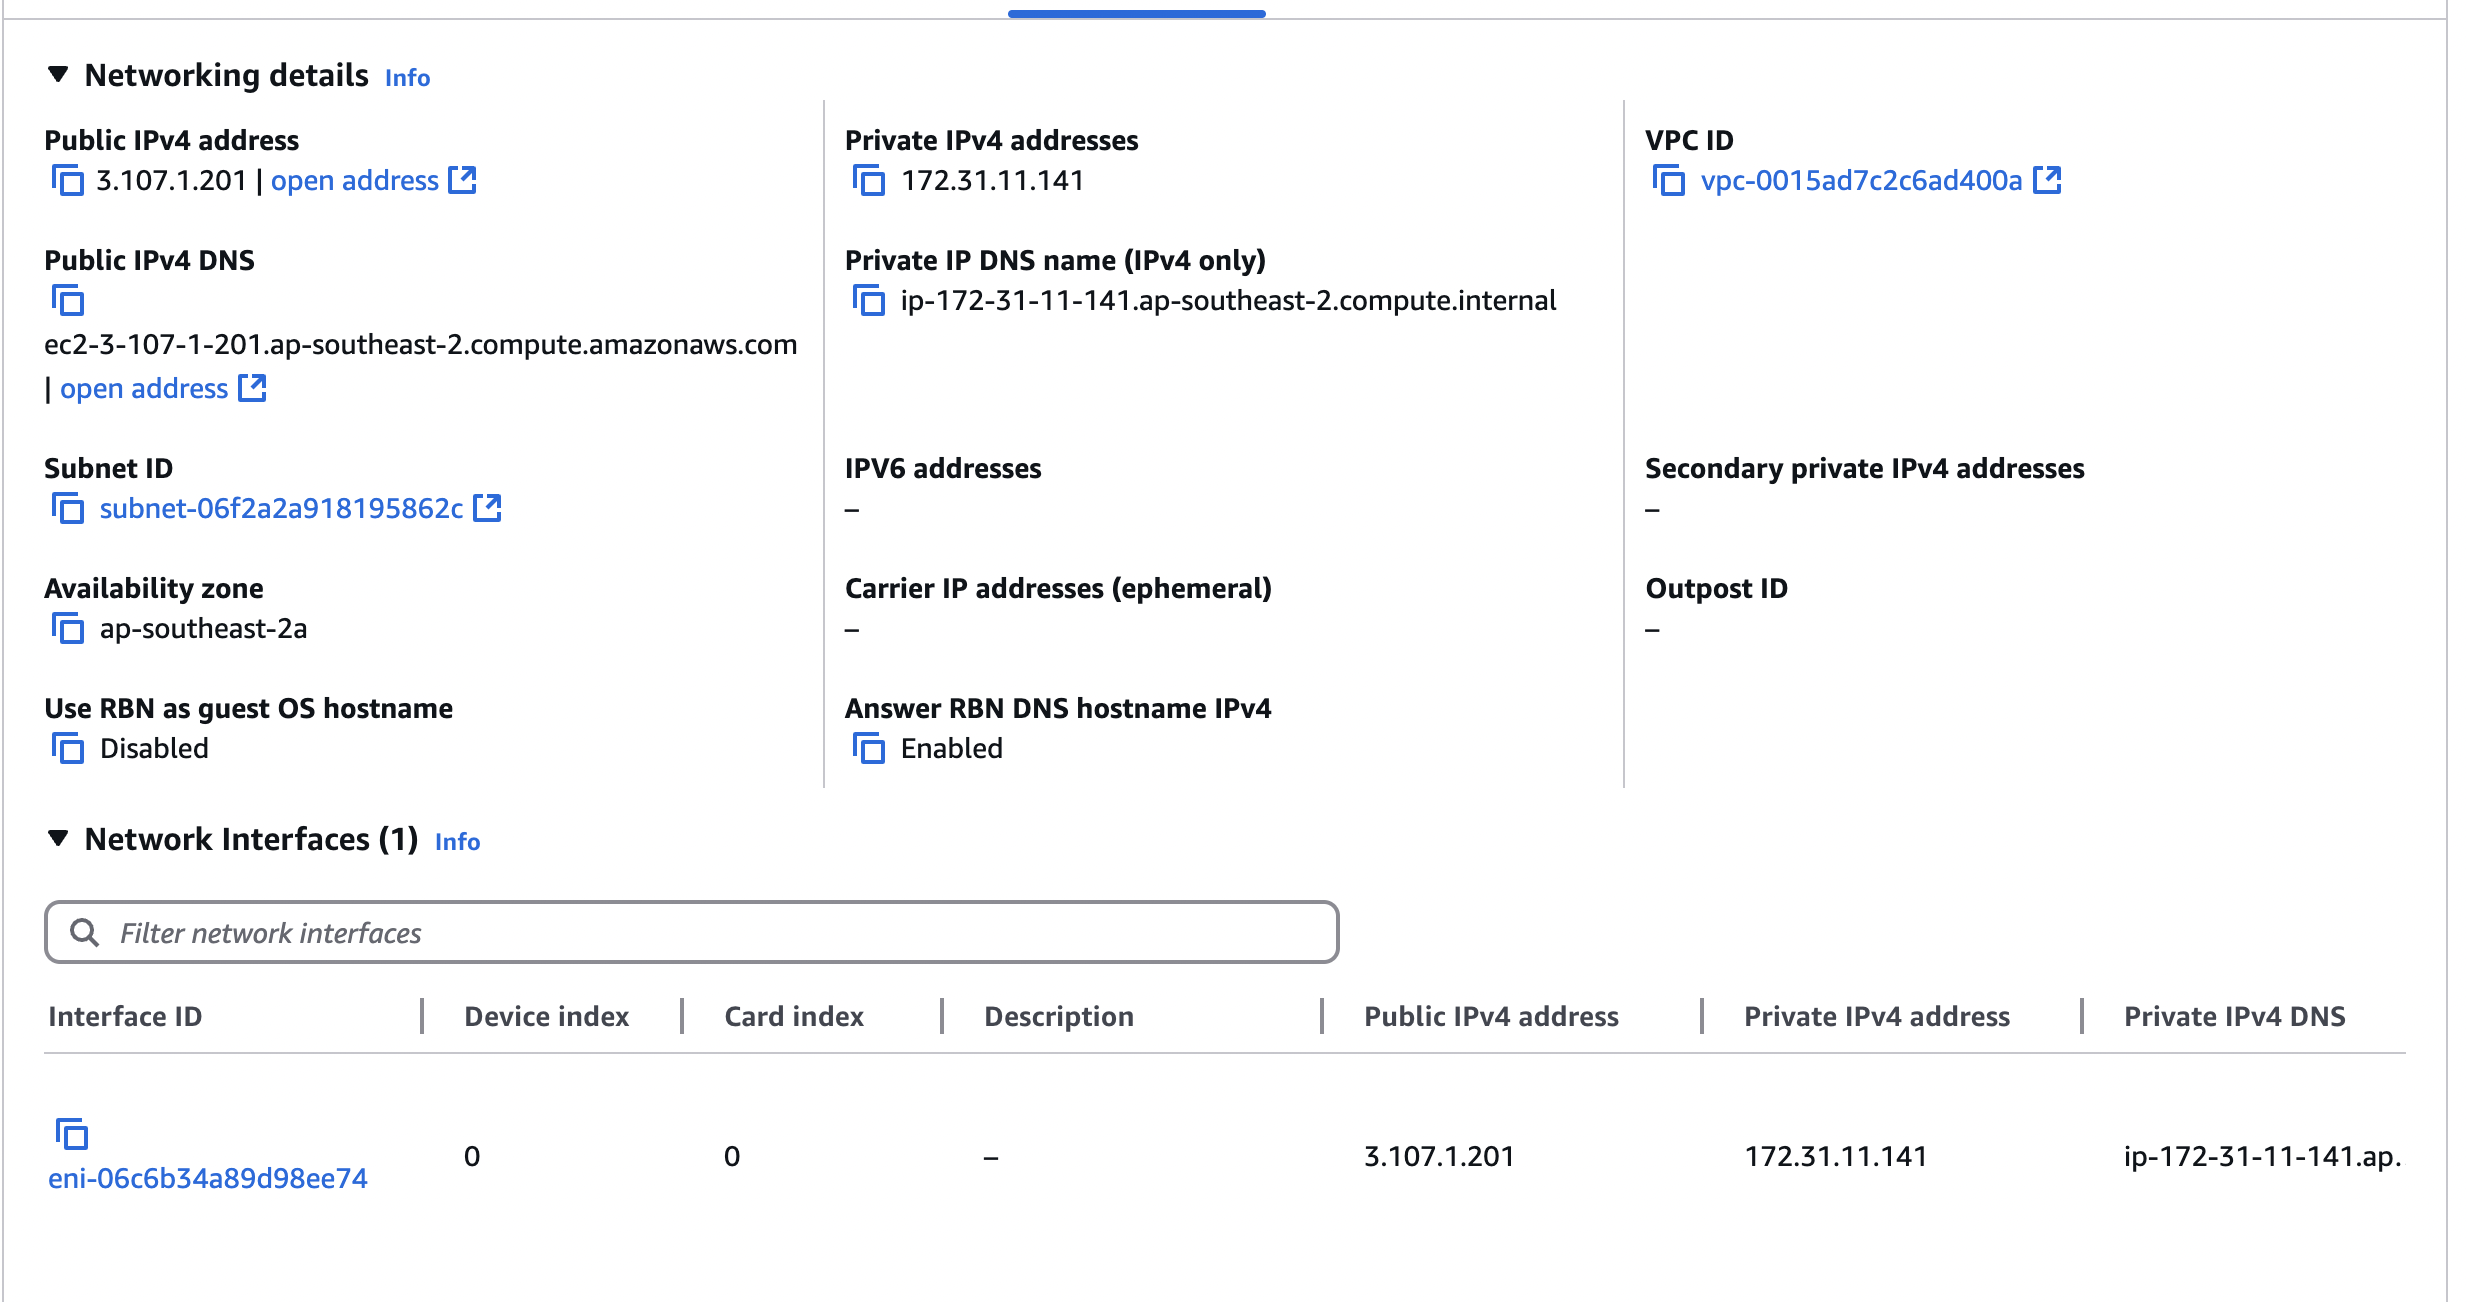 Networking details Info
Public IPv4 address
3.107.1.201 | open address
Private IPv4 addresses
172.31.11.141
VPC ID
vpc-0015ad7c2c6ad400a
Public IPv4 DNS
ec2-3-107-1-201.ap-southeast-2.compute.amazonaws.com
| open address
Private IP DNS name (IPv4 only)
ip-172-31-11-141.ap-southeast-2.compute.internal
Subnet ID
subnet-06f2a2a918195862c
IPV6 addresses
–
Secondary private IPv4 addresses
–
Availability zone
ap-southeast-2a
Carrier IP addresses (ephemeral)
–
Outpost ID
–
Use RBN as guest OS hostname
Disabled
Answer RBN DNS hostname IPv4
Enabled
Network Interfaces (1) Info
Filter network interfaces
Interface ID | Device index | Card index | Description | Public IPv4 address | Private IPv4 address | Private IPv4 DNS
eni-06c6b34a89d98ee74 0 0 – 3.107.1.201 172.31.11.141 ip-172-31-11-141.ap.